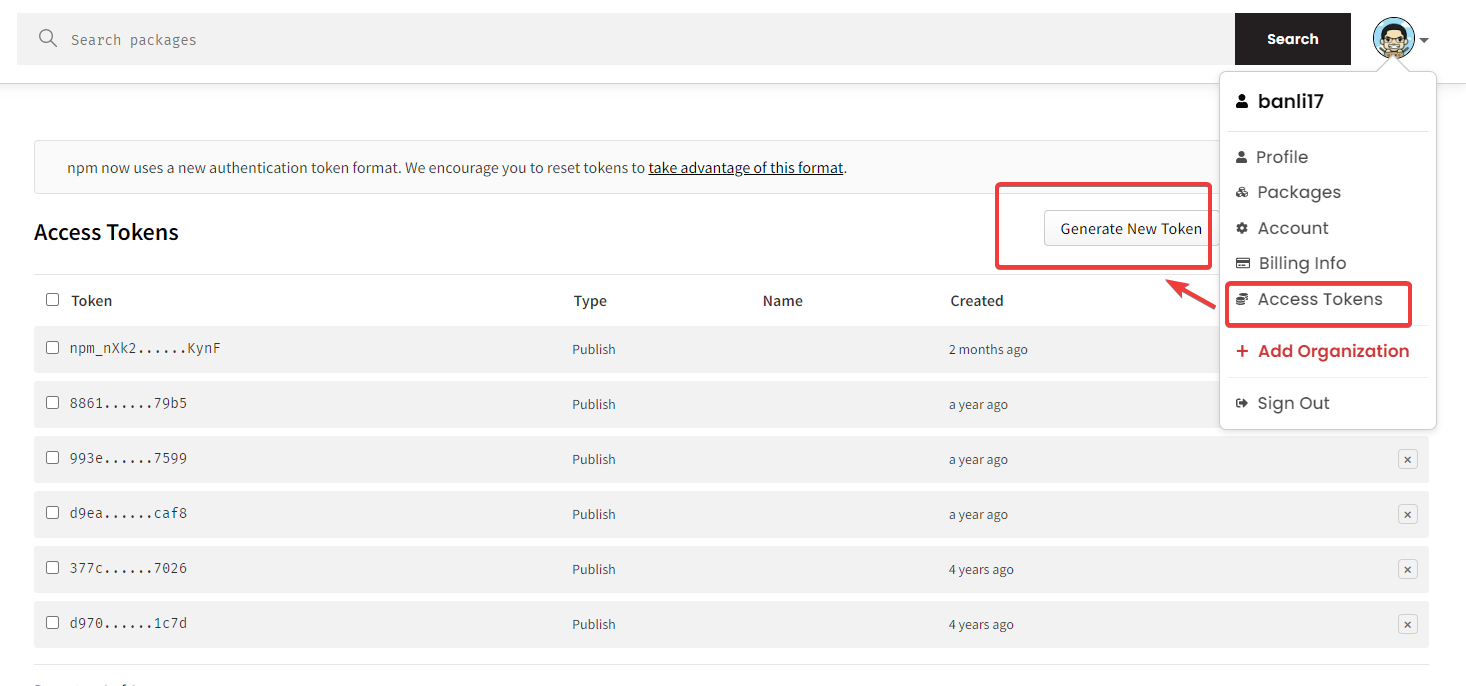 Search packages
Search
banli17
Profile
Packages
Account
Billing Info
Access Tokens
+ Add Organization
Sign Out
npm now uses a new authentication token format. We encourage you to reset tokens to take advantage of this format.
Access Tokens
Generate New Token
Token Type Name Created
npm_nXk2......KynF Publish 2 months ago
8861......79b5 Publish a year ago
993e......7599 Publish a year ago ×
d9ea......caf8 Publish a year ago ×
377c......7026 Publish 4 years ago ×
d970......1c7d Publish 4 years ago ×